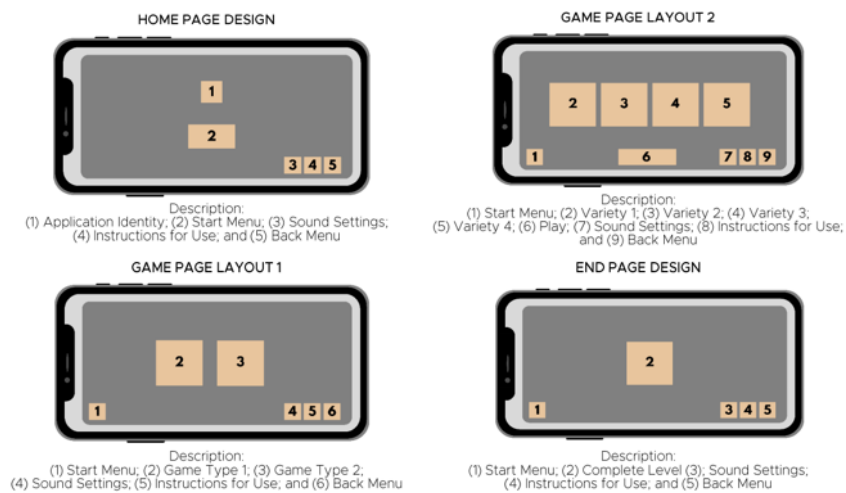 HOME PAGE DESIGN
1
2
3 4 5
Description:
(1) Application Identity; (2) Start Menu; (3) Sound Settings;
(4) Instructions for Use; and (5) Back Menu
GAME PAGE LAYOUT 2
2 3 4 5
1 6 7 8 9
Description:
(1) Start Menu; (2) Variety 1; (3) Variety 2; (4) Variety 3;
(5) Variety 4; (6) Play; (7) Sound Settings; (8) Instructions for Use;
and (9) Back Menu
GAME PAGE LAYOUT 1
2 3
1 4 5 6
Description:
(1) Start Menu; (2) Game Type 1; (3) Game Type 2;
(4) Sound Settings; (5) Instructions for Use; and (6) Back Menu
END PAGE DESIGN
2
1 3 4 5
Description:
(1) Start Menu; (2) Complete Level (3); Sound Settings;
(4) Instructions for Use; and (5) Back Menu